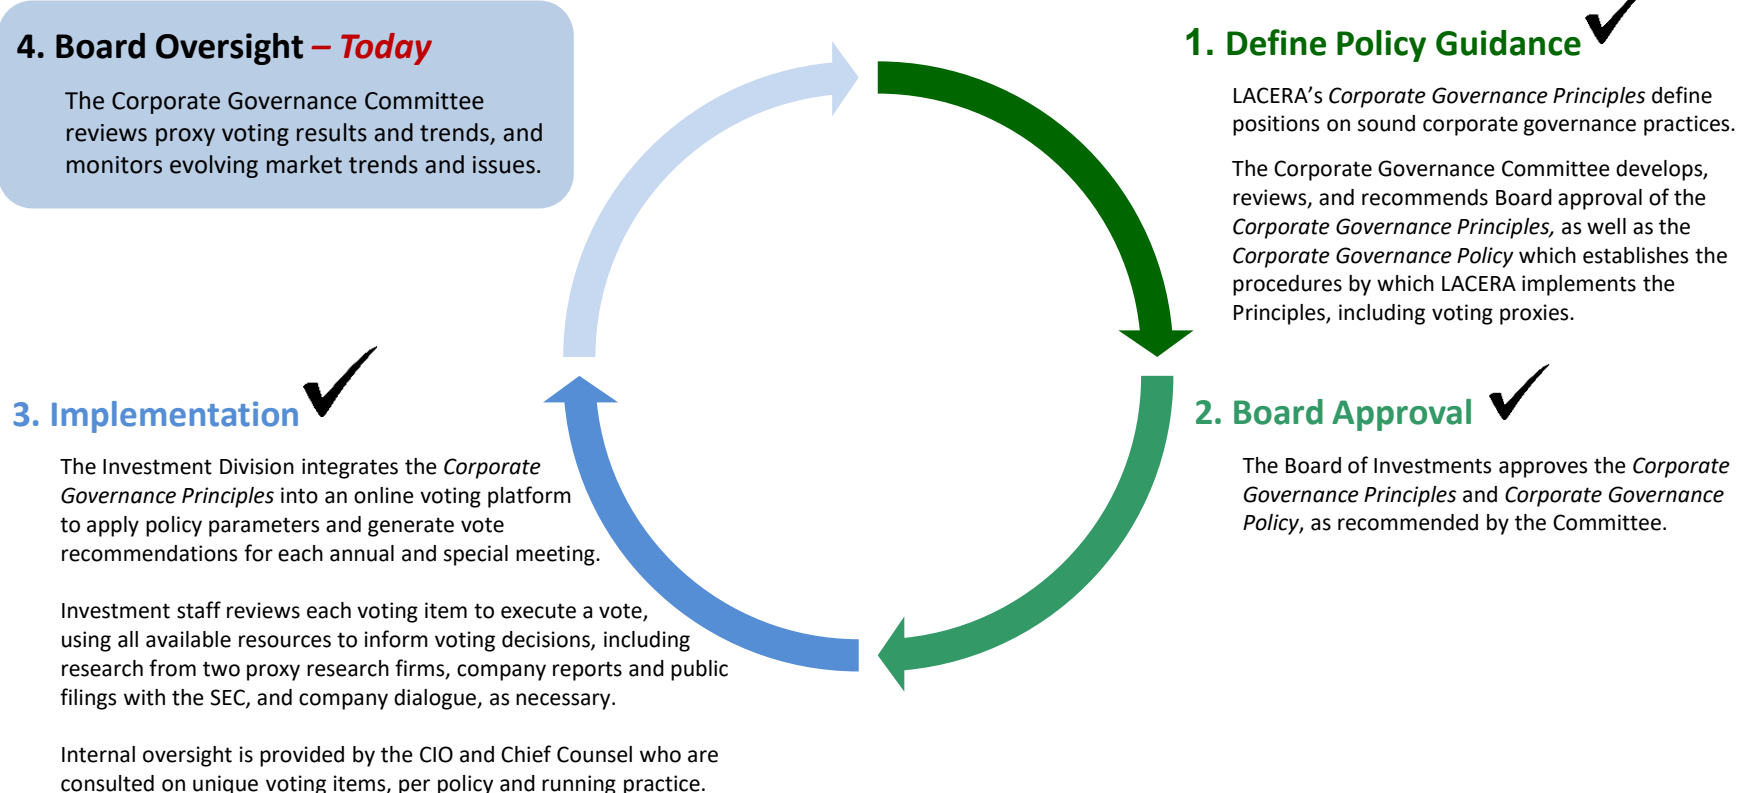 4. Board Oversight – Today
The Corporate Governance Committee
reviews proxy voting results and trends, and
monitors evolving market trends and issues.
1. Define Policy Guidance
LACERA’s Corporate Governance Principles define
positions on sound corporate governance practices.
The Corporate Governance Committee develops,
reviews, and recommends Board approval of the
Corporate Governance Principles, as well as the
Corporate Governance Policy which establishes the
procedures by which LACERA implements the
Principles, including voting proxies.
2. Board Approval
The Board of Investments approves the Corporate
Governance Principles and Corporate Governance
Policy, as recommended by the Committee.
3. Implementation
The Investment Division integrates the Corporate
Governance Principles into an online voting platform
to apply policy parameters and generate vote
recommendations for each annual and special meeting.
Investment staff reviews each voting item to execute a vote,
using all available resources to inform voting decisions, including
research from two proxy research firms, company reports and public
filings with the SEC, and company dialogue, as necessary.
Internal oversight is provided by the CIO and Chief Counsel who are
consulted on unique voting items, per policy and running practice.